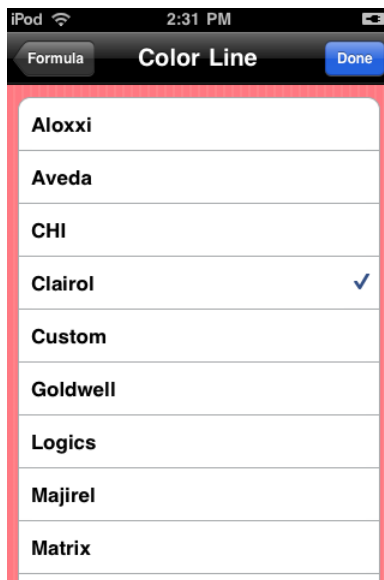 iPod 2:31 PM
Formula Color Line Done
Aloxxi
Aveda
CHI
Clairol
Custom
Goldwell
Logics
Majirel
Matrix